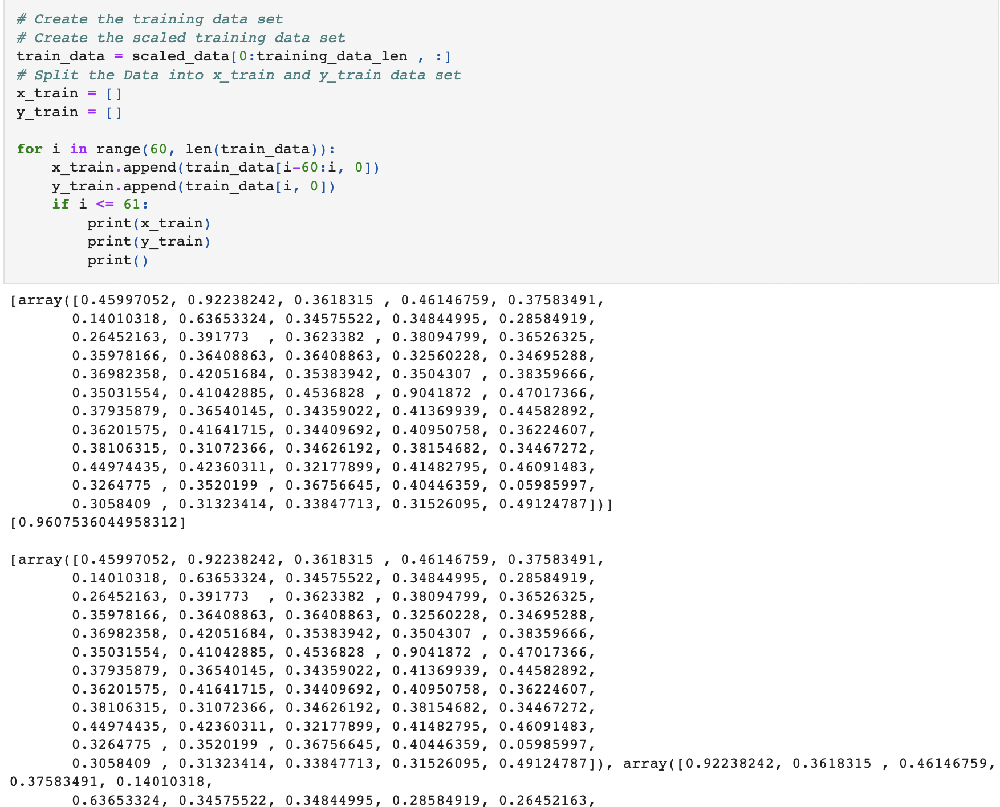 # Create the training data set
# Create the scaled training data set
train_data = scaled_data[0:training_data_len , :]
# Split the Data into x_train and y_train data set
x_train = []
y_train = []
for i in range(60, len(train_data)):
    x_train.append(train_data[i-60:i, 0])
    y_train.append(train_data[i, 0])
    if i <= 61:
        print(x_train)
        print(y_train)
        print()
[array([0.45997052, 0.92238242, 0.3618315 , 0.46146759, 0.37583491,
       0.14010318, 0.63653324, 0.34575522, 0.34844995, 0.28584919,
       0.26452163, 0.391773  , 0.3623382 , 0.38094799, 0.36526325,
       0.35978166, 0.36408863, 0.36408863, 0.32560228, 0.34695288,
       0.36982358, 0.42051684, 0.35383942, 0.3504307 , 0.38359666,
       0.35031554, 0.41042885, 0.4536828 , 0.9041872 , 0.47017366,
       0.37935879, 0.36540145, 0.34359022, 0.41369939, 0.44582892,
       0.36201575, 0.41641715, 0.34409692, 0.40950758, 0.36224607,
       0.38106315, 0.31072366, 0.34626192, 0.38154682, 0.34467272,
       0.44974435, 0.42360311, 0.32177899, 0.41482795, 0.46091483,
       0.3264775 , 0.3520199 , 0.36756645, 0.40446359, 0.05985997,
       0.3058409 , 0.31323414, 0.33847713, 0.31526095, 0.49124787])]
[0.9607536044958312]
[array([0.45997052, 0.92238242, 0.3618315 , 0.46146759, 0.37583491,
       0.14010318, 0.63653324, 0.34575522, 0.34844995, 0.28584919,
       0.26452163, 0.391773  , 0.3623382 , 0.38094799, 0.36526325,
       0.35978166, 0.36408863, 0.36408863, 0.32560228, 0.34695288,
       0.36982358, 0.42051684, 0.35383942, 0.3504307 , 0.38359666,
       0.35031554, 0.41042885, 0.4536828 , 0.9041872 , 0.47017366,
       0.37935879, 0.36540145, 0.34359022, 0.41369939, 0.44582892,
       0.36201575, 0.41641715, 0.34409692, 0.40950758, 0.36224607,
       0.38106315, 0.31072366, 0.34626192, 0.38154682, 0.34467272,
       0.44974435, 0.42360311, 0.32177899, 0.41482795, 0.46091483,
       0.3264775 , 0.3520199 , 0.36756645, 0.40446359, 0.05985997,
       0.3058409 , 0.31323414, 0.33847713, 0.31526095, 0.49124787]), array([0.92238242, 0.3618315 , 0.46146759,
0.37583491, 0.14010318,
       0.63653324, 0.34575522, 0.34844995, 0.28584919, 0.26452163,